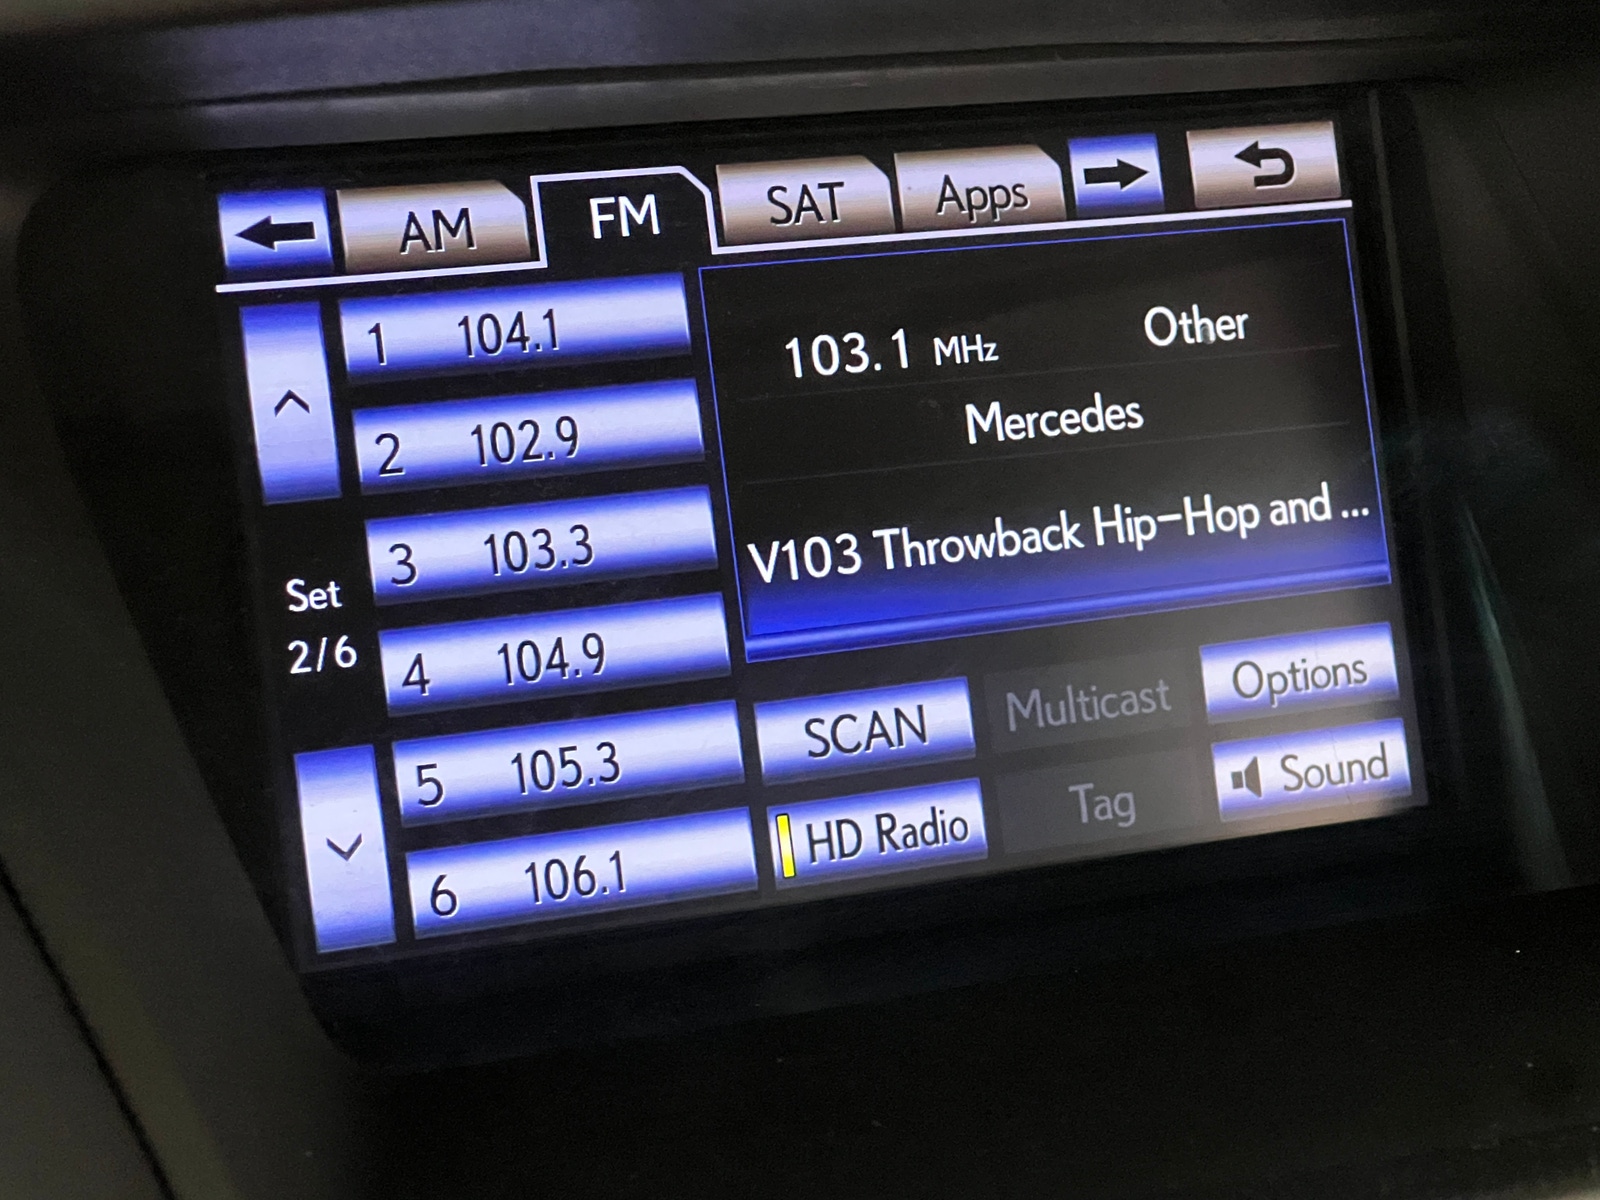 AM FM SAT Apps
1 104.1
2 102.9
3 103.3
4 104.9
5 105.3
6 106.1
Set
2/6
103.1 MHz Other
Mercedes
V103 Throwback Hip-Hop and ...
SCAN Multicast Options
HD Radio Tag Sound